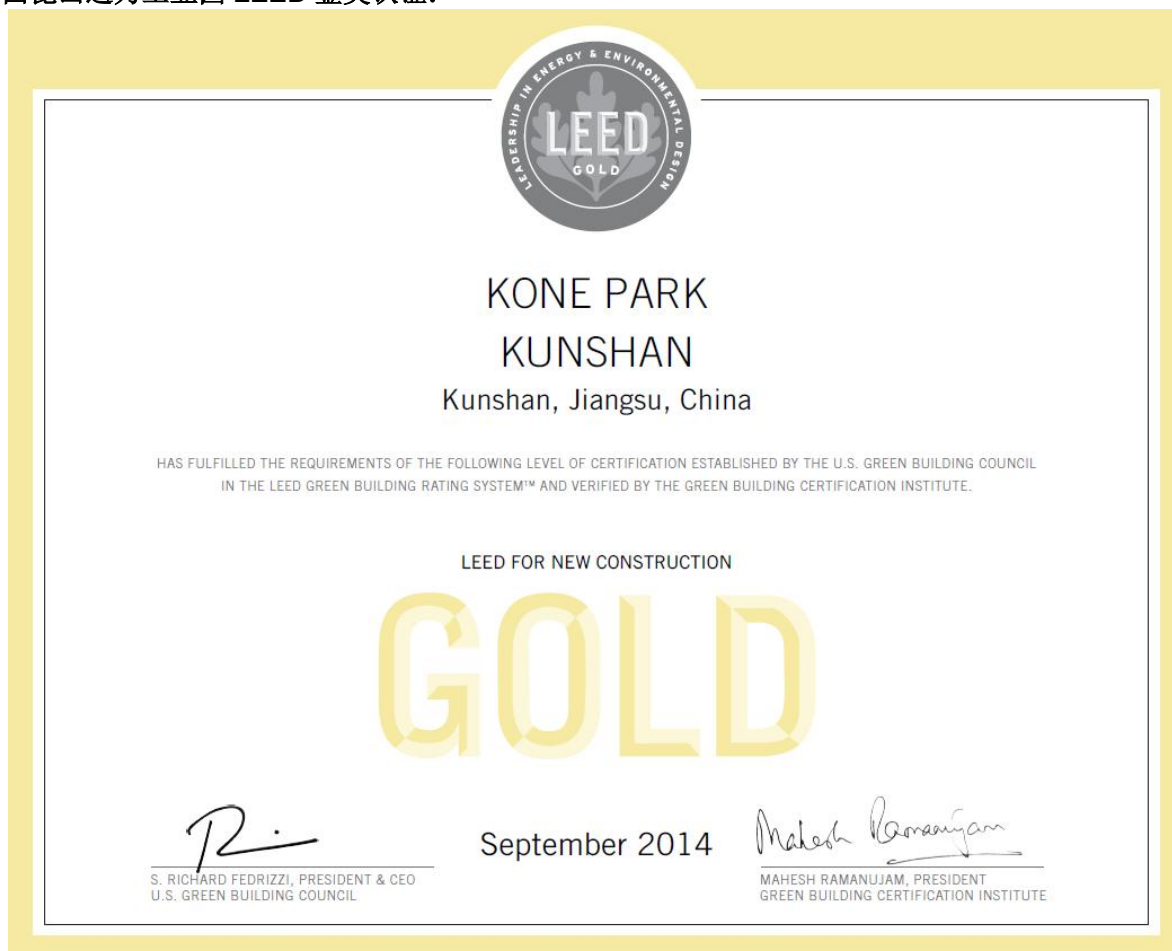 LEED
LEADERSHIP IN ENERGY & ENVIRONMENTAL DESIGN
LEED
GOLD
KONE PARK
KUNSHAN
Kunshan, Jiangsu, China
HAS FULFILLED THE REQUIREMENTS OF THE FOLLOWING LEVEL OF CERTIFICATION ESTABLISHED BY THE U.S. GREEN BUILDING COUNCIL
IN THE LEED GREEN BUILDING RATING SYSTEM™ AND VERIFIED BY THE GREEN BUILDING CERTIFICATION INSTITUTE.
LEED FOR NEW CONSTRUCTION
GOLD
September 2014
Mahesh Ramanujam
S. RICHARD FEDRIZZI, PRESIDENT & CEO
U.S. GREEN BUILDING COUNCIL
MAHESH RAMANUJAM, PRESIDENT
GREEN BUILDING CERTIFICATION INSTITUTE